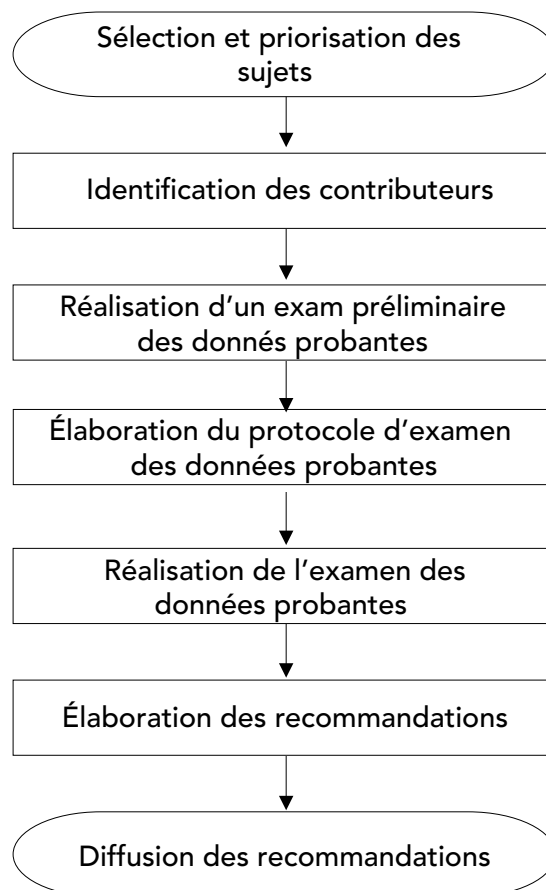 Sélection et priorisation des
sujets
Identification des contributeurs
Réalisation d’un exam préliminaire
des donnés probantes
Élaboration du protocole d’examen
des données probantes
Réalisation de l’examen des
données probantes
Élaboration des recommandations
Diffusion des recommandations